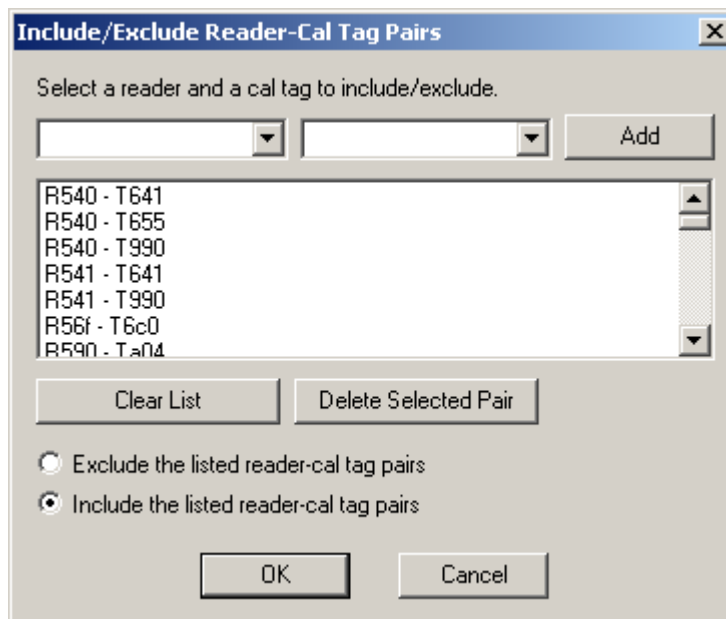 Include/Exclude Reader-Cal Tag Pairs
Select a reader and a cal tag to include/exclude.
Add
R540 - T641
R540 - T655
R540 - T990
R541 - T641
R541 - T990
R56f - T6c0
R590 - Ta04
Clear List
Delete Selected Pair
Exclude the listed reader-cal tag pairs
Include the listed reader-cal tag pairs
OK
Cancel